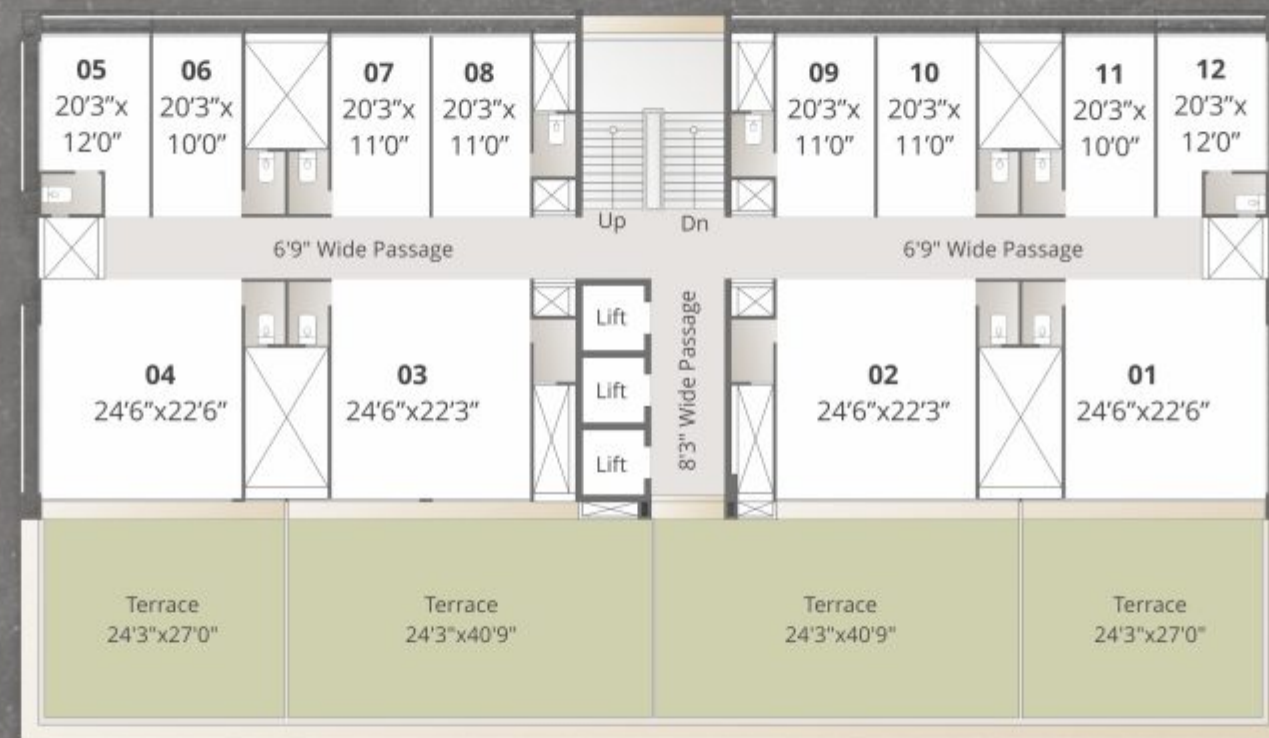 05
20’3”x
12’0”
06
20’3”x
10’0”
07
20’3”x
11’0”
08
20’3”x
11’0”
09
20’3”x
11’0”
10
20’3”x
11’0”
11
20’3”x
10’0”
12
20’3”x
12’0”
Up
Dn
6'9" Wide Passage
6'9" Wide Passage
Lift
Lift
Lift
8'3" Wide Passage
04
24’6”x22’6”
03
24’6”x22’3”
02
24’6”x22’3”
01
24’6”x22’6”
Terrace
24'3"x27'0"
Terrace
24'3"x40'9"
Terrace
24'3"x40'9"
Terrace
24'3"x27'0"